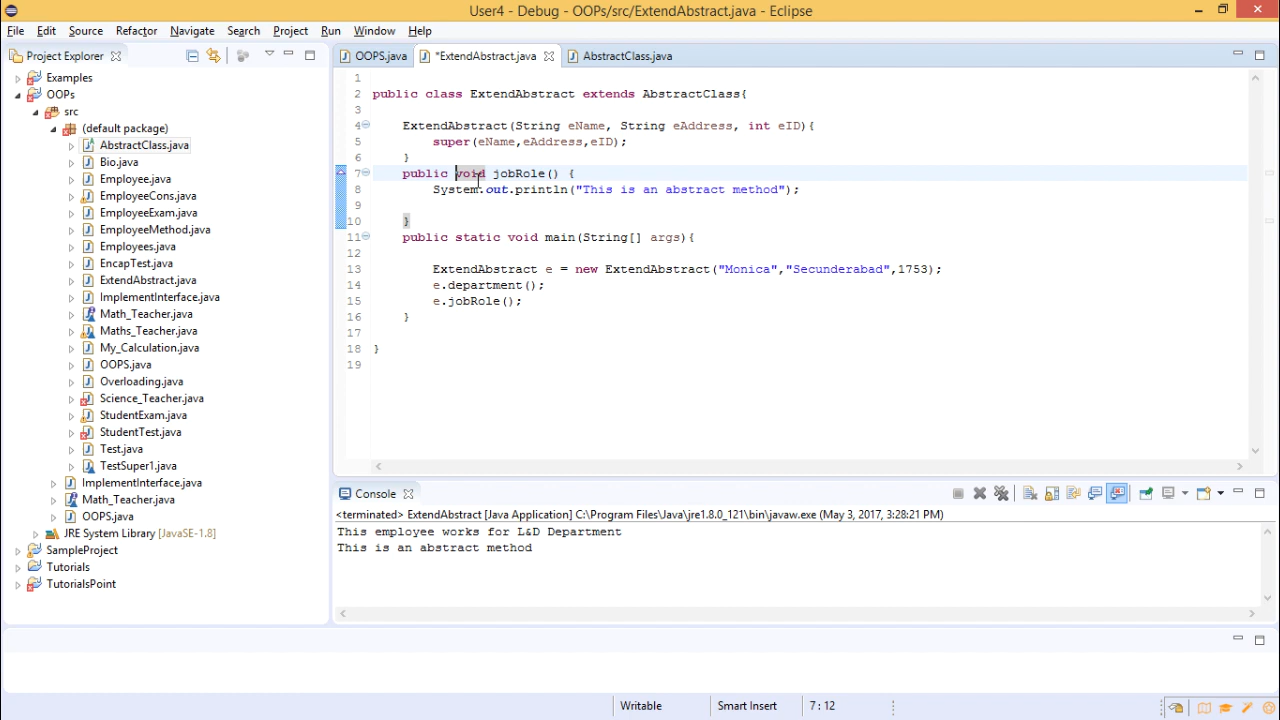 User4 - Debug - OOPs/src/ExtendAbstract.java - Eclipse
File Edit Source Refactor Navigate Search Project Run Window Help
Project Explorer
OOPS.java *ExtendAbstract.java AbstractClass.java
Examples
OOPs
src
(default package)
AbstractClass.java
Bio.java
Employee.java
EmployeeCons.java
EmployeeExam.java
EmployeeMethod.java
Employees.java
EncapTest.java
ExtendAbstract.java
ImplementInterface.java
Math_Teacher.java
Maths_Teacher.java
My_Calculation.java
OOPS.java
Overloading.java
Science_Teacher.java
StudentExam.java
StudentTest.java
Test.java
TestSuper1.java
ImplementInterface.java
Math_Teacher.java
OOPS.java
JRE System Library [JavaSE-1.8]
SampleProject
Tutorials
TutorialsPoint
1
2 public class ExtendAbstract extends AbstractClass{
3
4 ExtendAbstract(String eName, String eAddress, int eID){
5 super(eName,eAddress,eID);
6 }
7 public void jobRole() {
8 System.out.println("This is an abstract method");
9
10 }
11 public static void main(String[] args){
12
13 ExtendAbstract e = new ExtendAbstract("Monica","Secunderabad",1753);
14 e.department();
15 e.jobRole();
16 }
17
18 }
19
Console
<terminated> ExtendAbstract [Java Application] C:\Program Files\Java\jre1.8.0_121\bin\javaw.exe (May 3, 2017, 3:28:21 PM)
This employee works for L&D Department
This is an abstract method
Writable Smart Insert 7 : 12